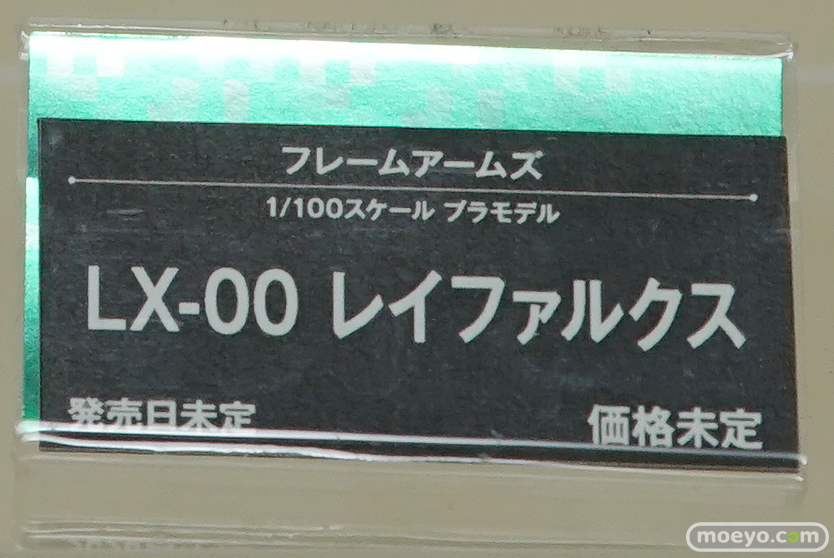 フレームアームズ
1/100スケール プラモデル
LX-00 レイファルクス
発売日未定
価格未定
moeyo.com